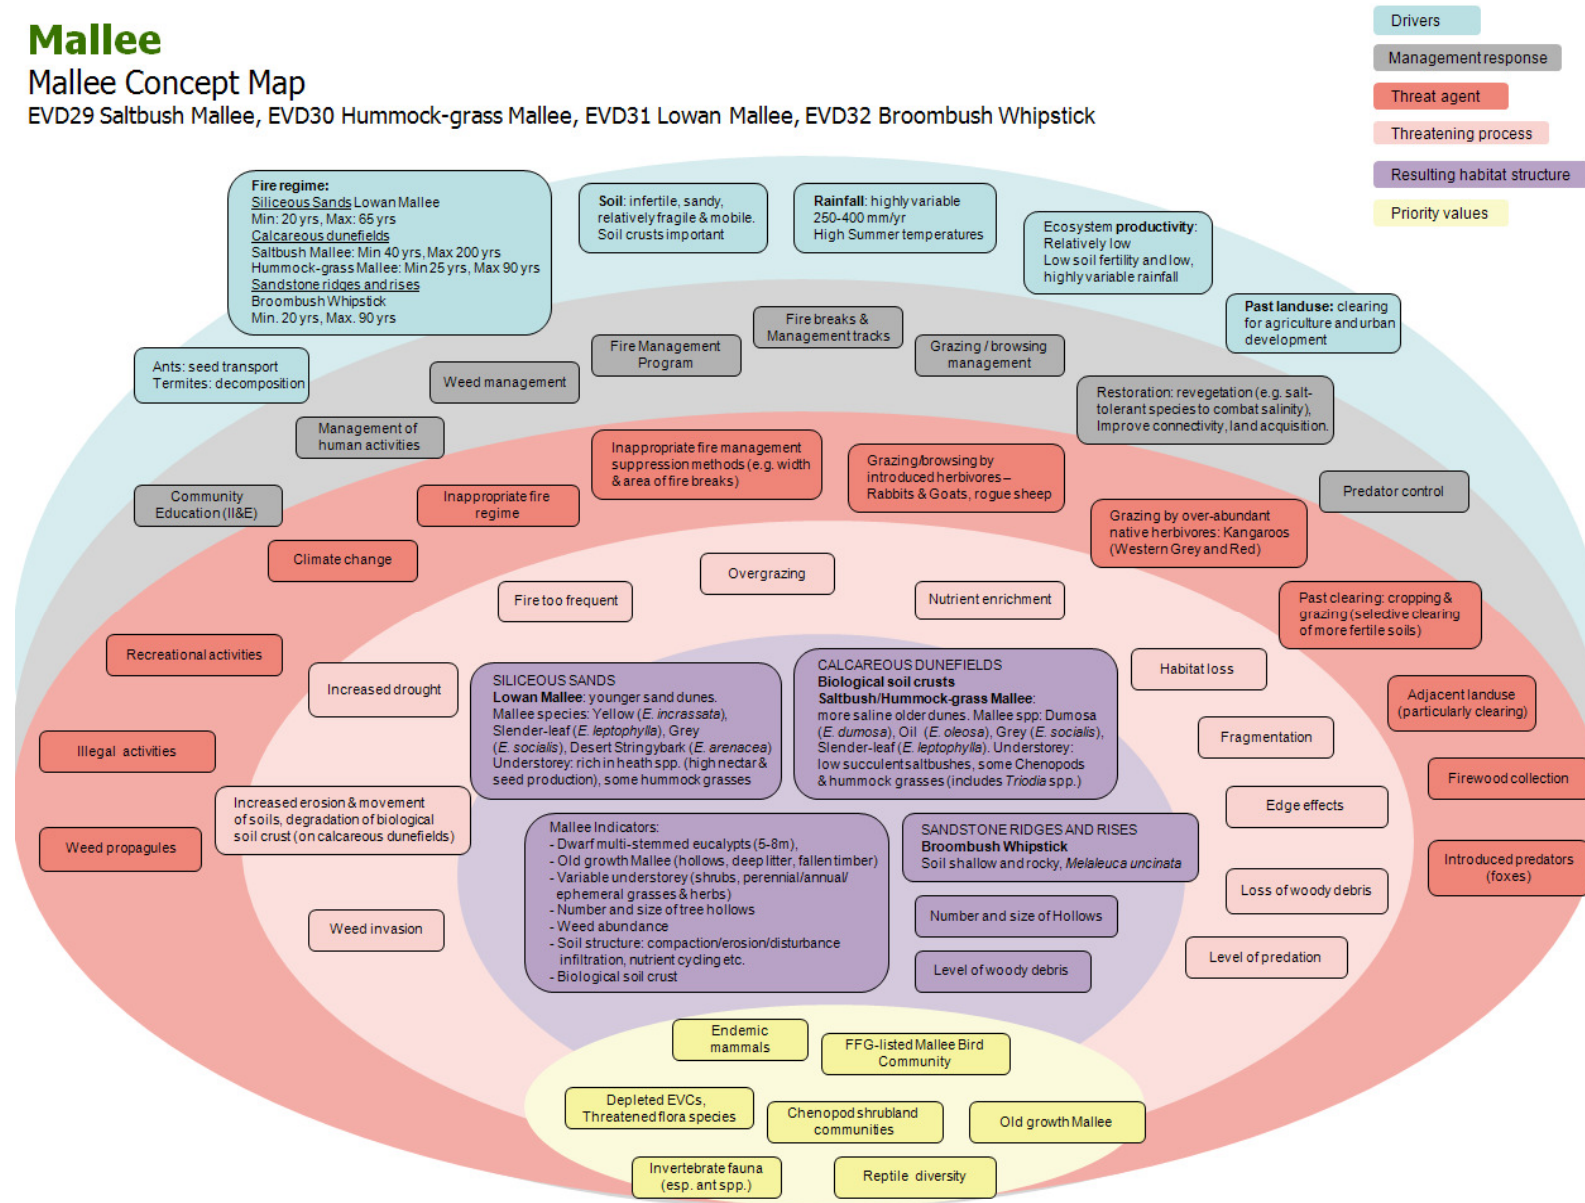 Mallee
Mallee Concept Map
EVD29 Saltbush Mallee, EVD30 Hummock-grass Mallee, EVD31 Lowan Mallee, EVD32 Broombush Whipstick
Drivers
Management response
Threat agent
Threatening process
Resulting habitat structure
Priority values
Fire regime:
Siliceous Sands Lowan Mallee
Min: 20 yrs, Max: 65 yrs
Calcareous dunefields
Saltbush Mallee: Min 40 yrs, Max 200 yrs
Hummock-grass Mallee: Min 25 yrs, Max 90 yrs
Sandstone ridges and rises
Broombush Whipstick
Min. 20 yrs, Max. 90 yrs
Soil: infertile, sandy,
relatively fragile & mobile.
Soil crusts important
Rainfall: highly variable
250-400 mm/yr
High Summer temperatures
Ecosystem productivity:
Relatively low
Low soil fertility and low,
highly variable rainfall
Past landuse: clearing
for agriculture and urban
development
Ants: seed transport
Termites: decomposition
Weed management
Fire Management
Program
Fire breaks &
Management tracks
Grazing / browsing
management
Restoration: revegetation (e.g. salt-
tolerant species to combat salinity),
Improve connectivity, land acquisition.
Management of
human activities
Community
Education (II&E)
Predator control
Inappropriate fire
regime
Inappropriate fire management
suppression methods (e.g. width
& area of fire breaks)
Grazing/browsing by
introduced herbivores –
Rabbits & Goats, rogue sheep
Grazing by over-abundant
native herbivores: Kangaroos
(Western Grey and Red)
Climate change
Past clearing: cropping &
grazing (selective clearing
of more fertile soils)
Recreational activities
Adjacent landuse
(particularly clearing)
Illegal activities
Firewood collection
Weed propagules
Introduced predators
(foxes)
Fire too frequent
Overgrazing
Nutrient enrichment
Increased drought
Habitat loss
Fragmentation
Increased erosion & movement
of soils, degradation of biological
soil crust (on calcareous dunefields)
Edge effects
Loss of woody debris
Weed invasion
Level of predation
SILICEOUS SANDS
Lowan Mallee: younger sand dunes.
Mallee species: Yellow (E. incrassata),
Slender-leaf (E. leptophylla), Grey
(E. socialis), Desert Stringybark (E. arenacea)
Understorey: rich in heath spp. (high nectar &
seed production), some hummock grasses
CALCAREOUS DUNEFIELDS
Biological soil crusts
Saltbush/Hummock-grass Mallee:
more saline older dunes. Mallee spp: Dumosa
(E. dumosa), Oil (E. oleosa), Grey (E. socialis),
Slender-leaf (E. leptophylla). Understorey:
low succulent saltbushes, some Chenopods
& hummock grasses (includes Triodia spp.)
Mallee Indicators:
- Dwarf multi-stemmed eucalypts (5-8m),
- Old growth Mallee (hollows, deep litter, fallen timber)
- Variable understorey (shrubs, perennial/annual/
ephemeral grasses & herbs)
- Number and size of tree hollows
- Weed abundance
- Soil structure: compaction/erosion/disturbance
infiltration, nutrient cycling etc.
- Biological soil crust
SANDSTONE RIDGES AND RISES
Broombush Whipstick
Soil shallow and rocky, Melaleuca uncinata
Number and size of Hollows
Level of woody debris
Endemic
mammals
FFG-listed Mallee Bird
Community
Depleted EVCs,
Threatened flora species
Chenopod shrubland
communities
Old growth Mallee
Invertebrate fauna
(esp. ant spp.)
Reptile diversity